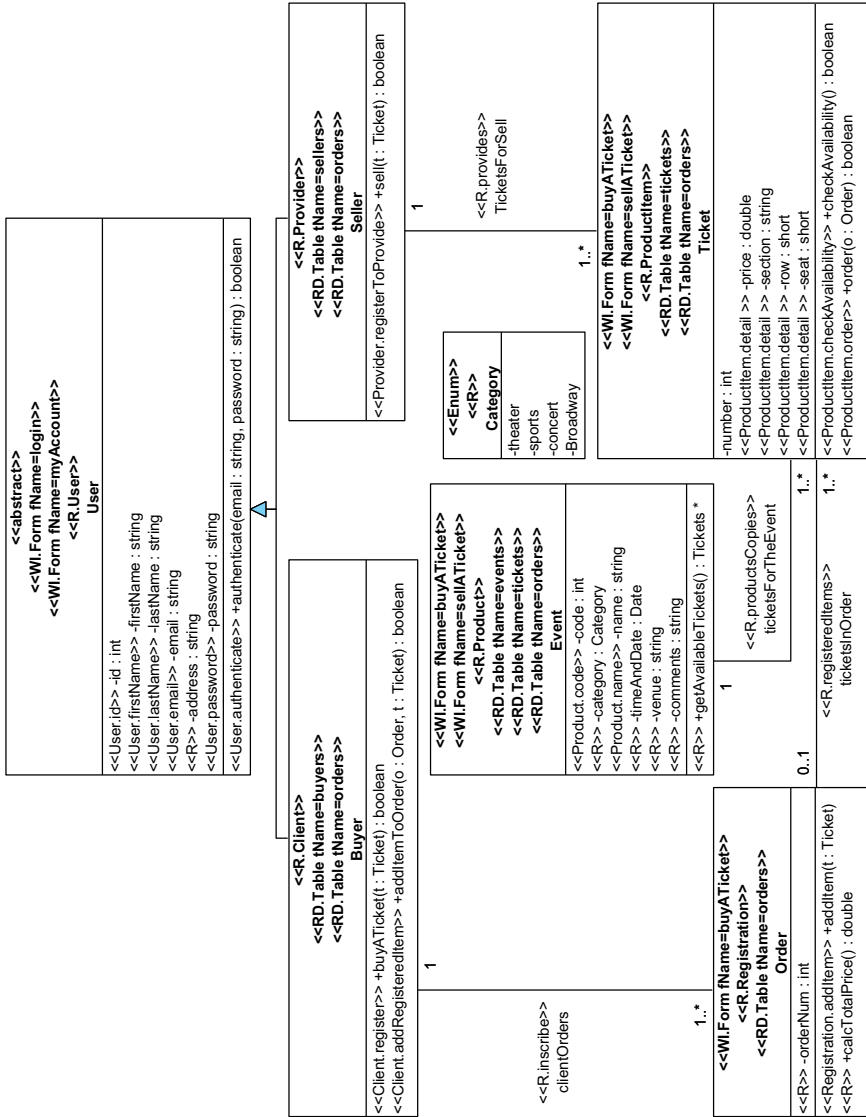 <<abstract>>
<<WI.Form fName=login>>
<<WI.Form fName=myAccount>>
<<R.User>>
User
<<User.id>> -id : int
<<User.firstName>> -firstName : string
<<User.lastName>> -lastName : string
<<User.email>> -email : string
<<R>> -address : string
<<User.password>> -password : string
<<User.authenticate>> +authenticate(email : string, password : string) : boolean
<<R.Client>>
<<RD.Table tName=buyers>>
<<RD.Table tName=orders>>
Buyer
<<Client.register>> +buyATicket(t : Ticket) : boolean
<<Client.addRegisteredItem>> +addItemToOrder(o : Order, t : Ticket) : boolean
<<R.Provider>>
<<RD.Table tName=sellers>>
<<RD.Table tName=orders>>
Seller
<<Provider.registerToProvide>> +sell(t : Ticket) : boolean
1
<<R.inscribe>>
clientOrders
1..*
1
<<R.provides>>
TicketsForSell
1..*
<<WI.Form fName=buyATicket>>
<<WI.Form fName=sellATicket>>
<<R.Product>>
<<RD.Table tName=events>>
<<RD.Table tName=tickets>>
<<RD.Table tName=orders>>
Event
<<Product.code>> -code : int
<<R>> -category : Category
<<Product.name>> -name : string
<<R>> -timeAndDate : Date
<<R>> -venue : string
<<R>> -comments : string
<<R>> +getAvailableTickets() : Tickets *
<<Enum>>
<<R>>
Category
-theater
-sports
-concert
-Broadway
<<WI.Form fName=buyATicket>>
<<WI.Form fName=sellATicket>>
<<R.ProductItem>>
<<RD.Table tName=tickets>>
<<RD.Table tName=orders>>
Ticket
-number : int
<<ProductItem.detail >> -price : double
<<ProductItem.detail >> -section : string
<<ProductItem.detail >> -row : short
<<ProductItem.detail >> -seat : short
<<ProductItem.checkAvailability>> +checkAvailability() : boolean
<<ProductItem.order>> +order(o : Order) : boolean
1
<<R.productsCopies>>
ticketsForTheEvent
1..*
<<WI.Form fName=buyATicket>>
<<R.Registration>>
<<RD.Table tName=orders>>
Order
<<R>> -orderNum : int
<<Registration.addItem>> +addItem(t : Ticket)
<<R>> +calcTotalPrice() : double
0..1
<<R.registeredItems>>
ticketsInOrder
1..*